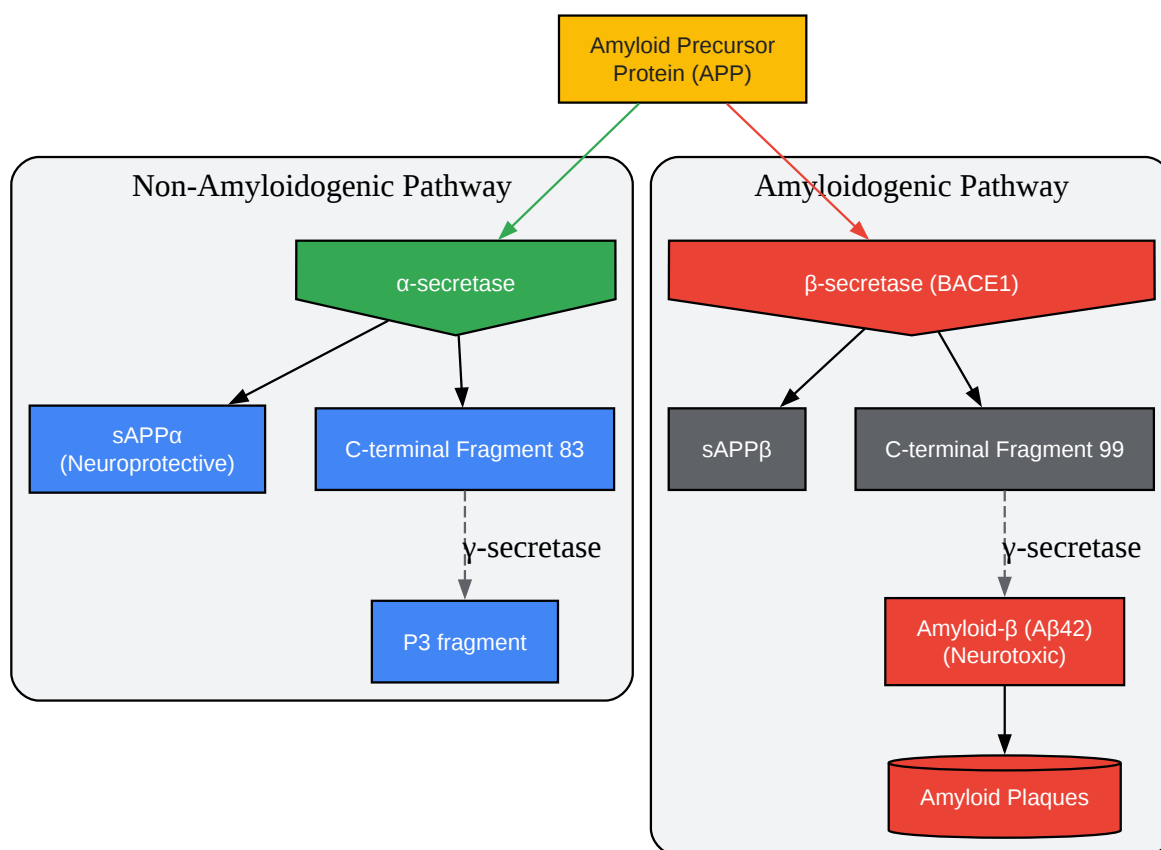 Amyloid Precursor
Protein (APP)
Non-Amyloidogenic Pathway
α-secretase
sAPPα
(Neuroprotective)
C-terminal Fragment 83
γ-secretase
P3 fragment
Amyloidogenic Pathway
β-secretase (BACE1)
sAPPβ
C-terminal Fragment 99
γ-secretase
Amyloid-β (Aβ42)
(Neurotoxic)
Amyloid Plaques